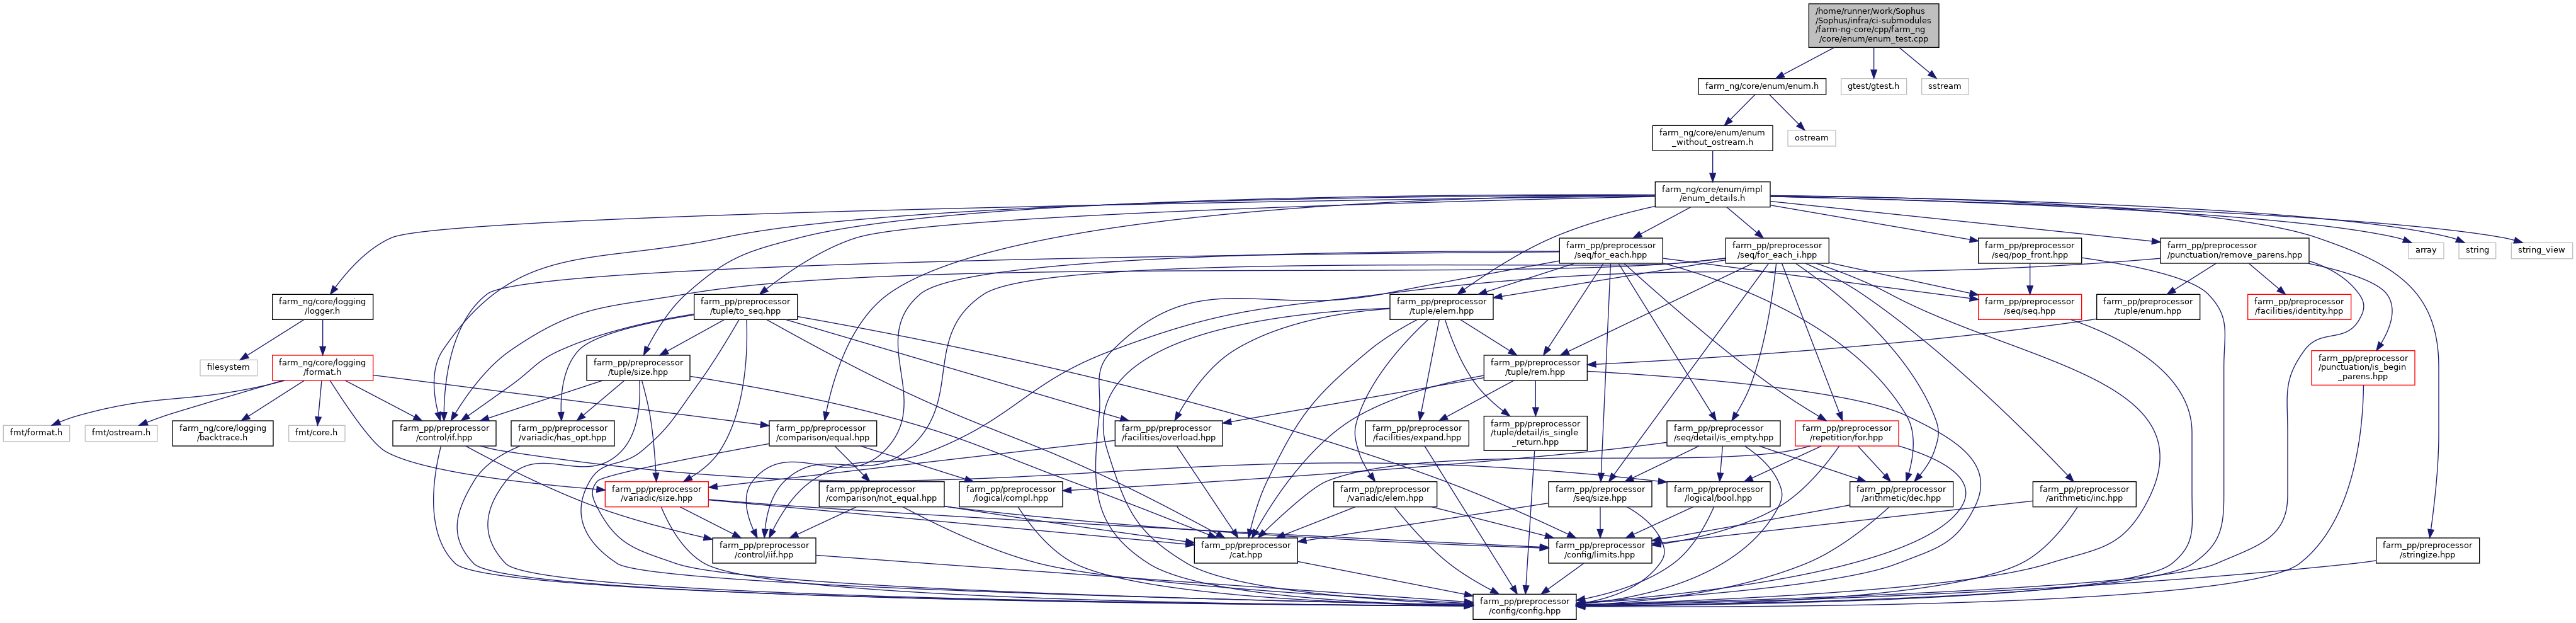 /home/runner/work/Sophus
/Sophus/infra/ci-submodules
/farm-ng-core/cpp/farm_ng
/core/enum/enum_test.cpp
farm_ng/core/enum/enum.h
gtest/gtest.h
sstream
farm_ng/core/enum/enum
_without_ostream.h
ostream
farm_ng/core/enum/impl
/enum_details.h
farm_pp/preprocessor
/seq/for_each.hpp
farm_pp/preprocessor
/seq/for_each_i.hpp
farm_pp/preprocessor
/seq/pop_front.hpp
farm_pp/preprocessor
/punctuation/remove_parens.hpp
array
string
string_view
farm_ng/core/logging
/logger.h
farm_pp/preprocessor
/tuple/to_seq.hpp
farm_pp/preprocessor
/tuple/elem.hpp
farm_pp/preprocessor
/seq/seq.hpp
farm_pp/preprocessor
/tuple/enum.hpp
farm_pp/preprocessor
/facilities/identity.hpp
filesystem
farm_ng/core/logging
/format.h
farm_pp/preprocessor
/tuple/size.hpp
farm_pp/preprocessor
/tuple/rem.hpp
farm_pp/preprocessor
/punctuation/is_begin
_parens.hpp
fmt/format.h
fmt/ostream.h
farm_ng/core/logging
/backtrace.h
fmt/core.h
farm_pp/preprocessor
/control/if.hpp
farm_pp/preprocessor
/variadic/has_opt.hpp
farm_pp/preprocessor
/comparison/equal.hpp
farm_pp/preprocessor
/facilities/overload.hpp
farm_pp/preprocessor
/facilities/expand.hpp
farm_pp/preprocessor
/tuple/detail/is_single
_return.hpp
farm_pp/preprocessor
/seq/detail/is_empty.hpp
farm_pp/preprocessor
/repetition/for.hpp
farm_pp/preprocessor
/variadic/size.hpp
farm_pp/preprocessor
/comparison/not_equal.hpp
farm_pp/preprocessor
/logical/compl.hpp
farm_pp/preprocessor
/variadic/elem.hpp
farm_pp/preprocessor
/seq/size.hpp
farm_pp/preprocessor
/logical/bool.hpp
farm_pp/preprocessor
/arithmetic/dec.hpp
farm_pp/preprocessor
/arithmetic/inc.hpp
farm_pp/preprocessor
/control/iif.hpp
farm_pp/preprocessor
/cat.hpp
farm_pp/preprocessor
/config/limits.hpp
farm_pp/preprocessor
/stringize.hpp
farm_pp/preprocessor
/config/config.hpp